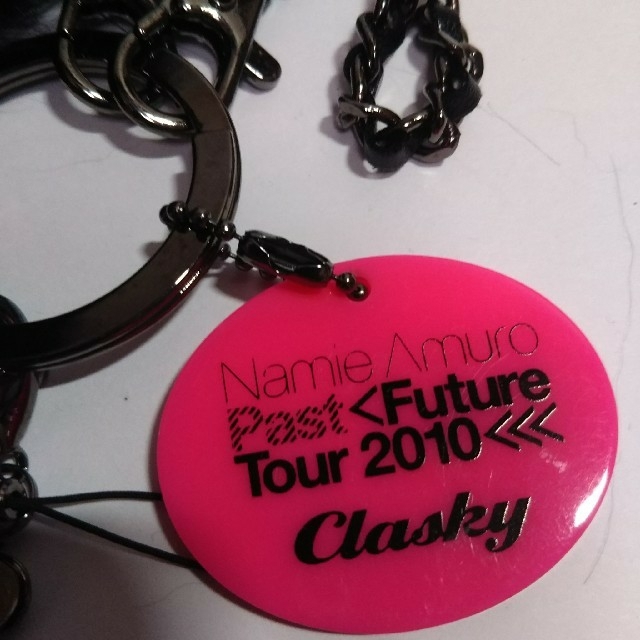 Namie Amuro
Past<Future
Tour 2010<<<
Clasky